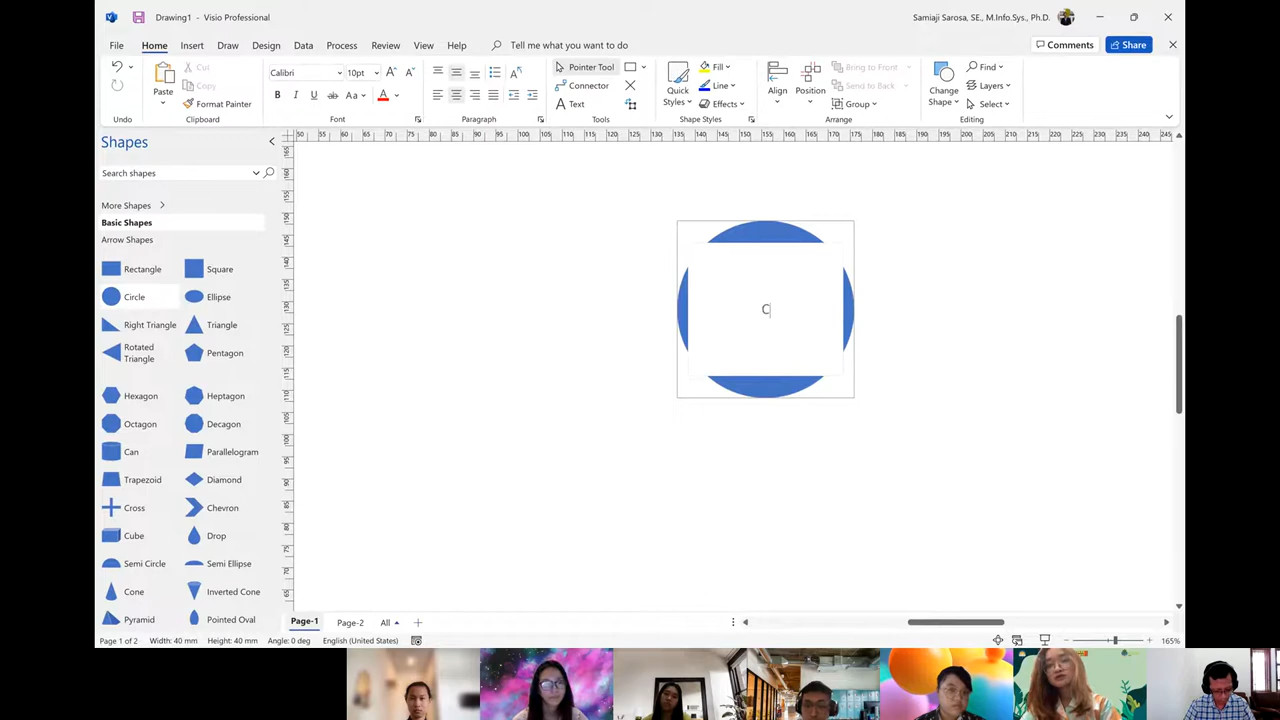 Drawing1 - Visio Professional
Samiaji Sarosa, SE., M.Info.Sys., Ph.D.
File Home Insert Draw Design Data Process Review View Help Tell me what you want to do
Comments Share
Undo
Paste Cut Copy Format Painter
Clipboard
Calibri 10pt
B I U ab Aa A
Font
Paragraph
Pointer Tool
Connector
A Text
Tools
Quick Styles
Fill
Line
Effects
Shape Styles
Align Position
Bring to Front
Send to Back
Group
Arrange
Change Shape
Find
Layers
Select
Editing
Shapes
Search shapes
More Shapes
Basic Shapes
Arrow Shapes
Rectangle Square
Circle Ellipse
Right Triangle Triangle
Rotated Triangle Pentagon
Hexagon Heptagon
Octagon Decagon
Can Parallelogram
Trapezoid Diamond
Cross Chevron
Cube Drop
Semi Circle Semi Ellipse
Cone Inverted Cone
Pyramid Pointed Oval
C
Page-1 Page-2 All
Page 1 of 2 Width: 40 mm Height: 40 mm Angle: 0 deg English (United States)
165%